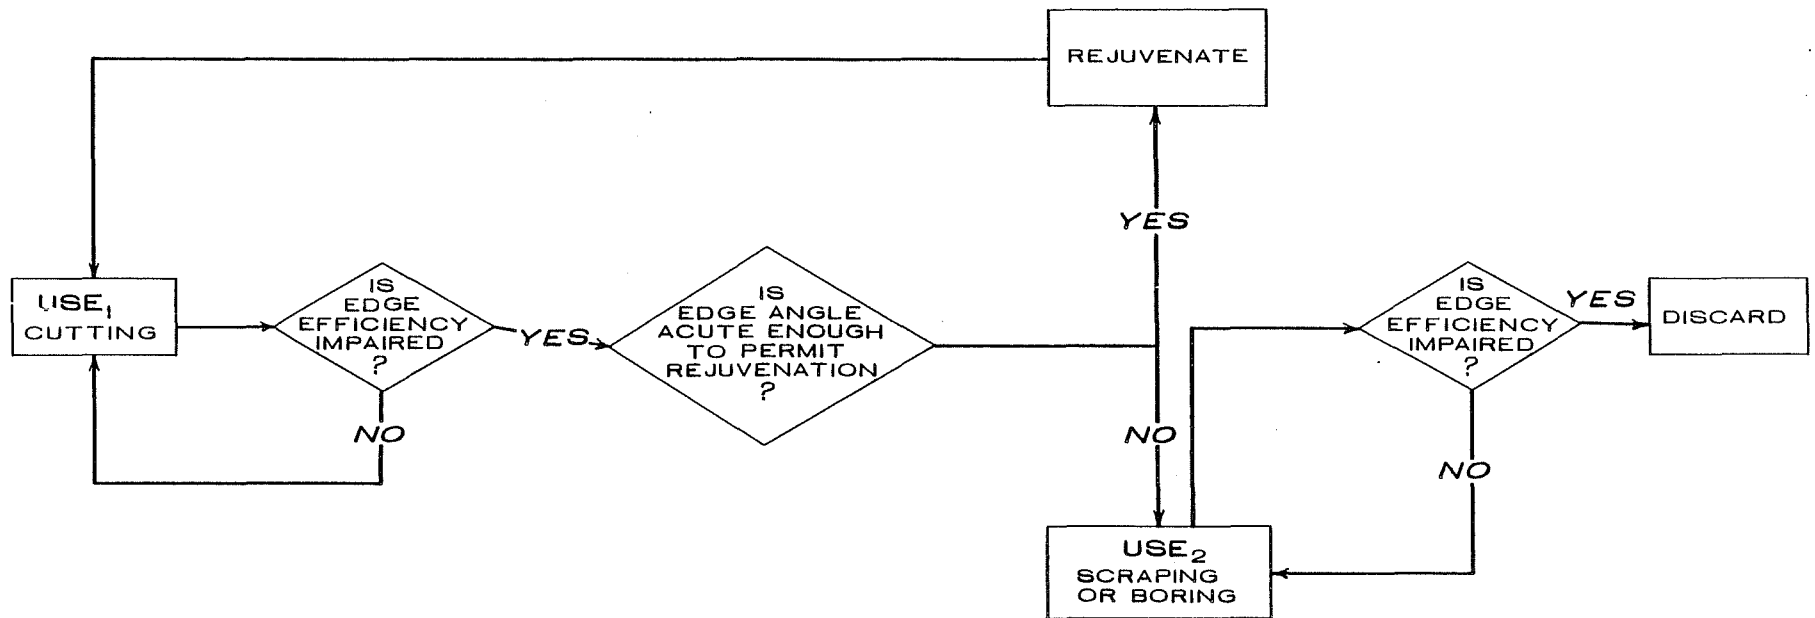 REJUVENATE
YES
USE₁
CUTTING
IS
EDGE
EFFICIENCY
IMPAIRED
?
YES
NO
IS
EDGE ANGLE
ACUTE ENOUGH
TO PERMIT
REJUVENATION
?
NO
USE₂
SCRAPING
OR BORING
IS
EDGE
EFFICIENCY
IMPAIRED
?
YES
NO
DISCARD